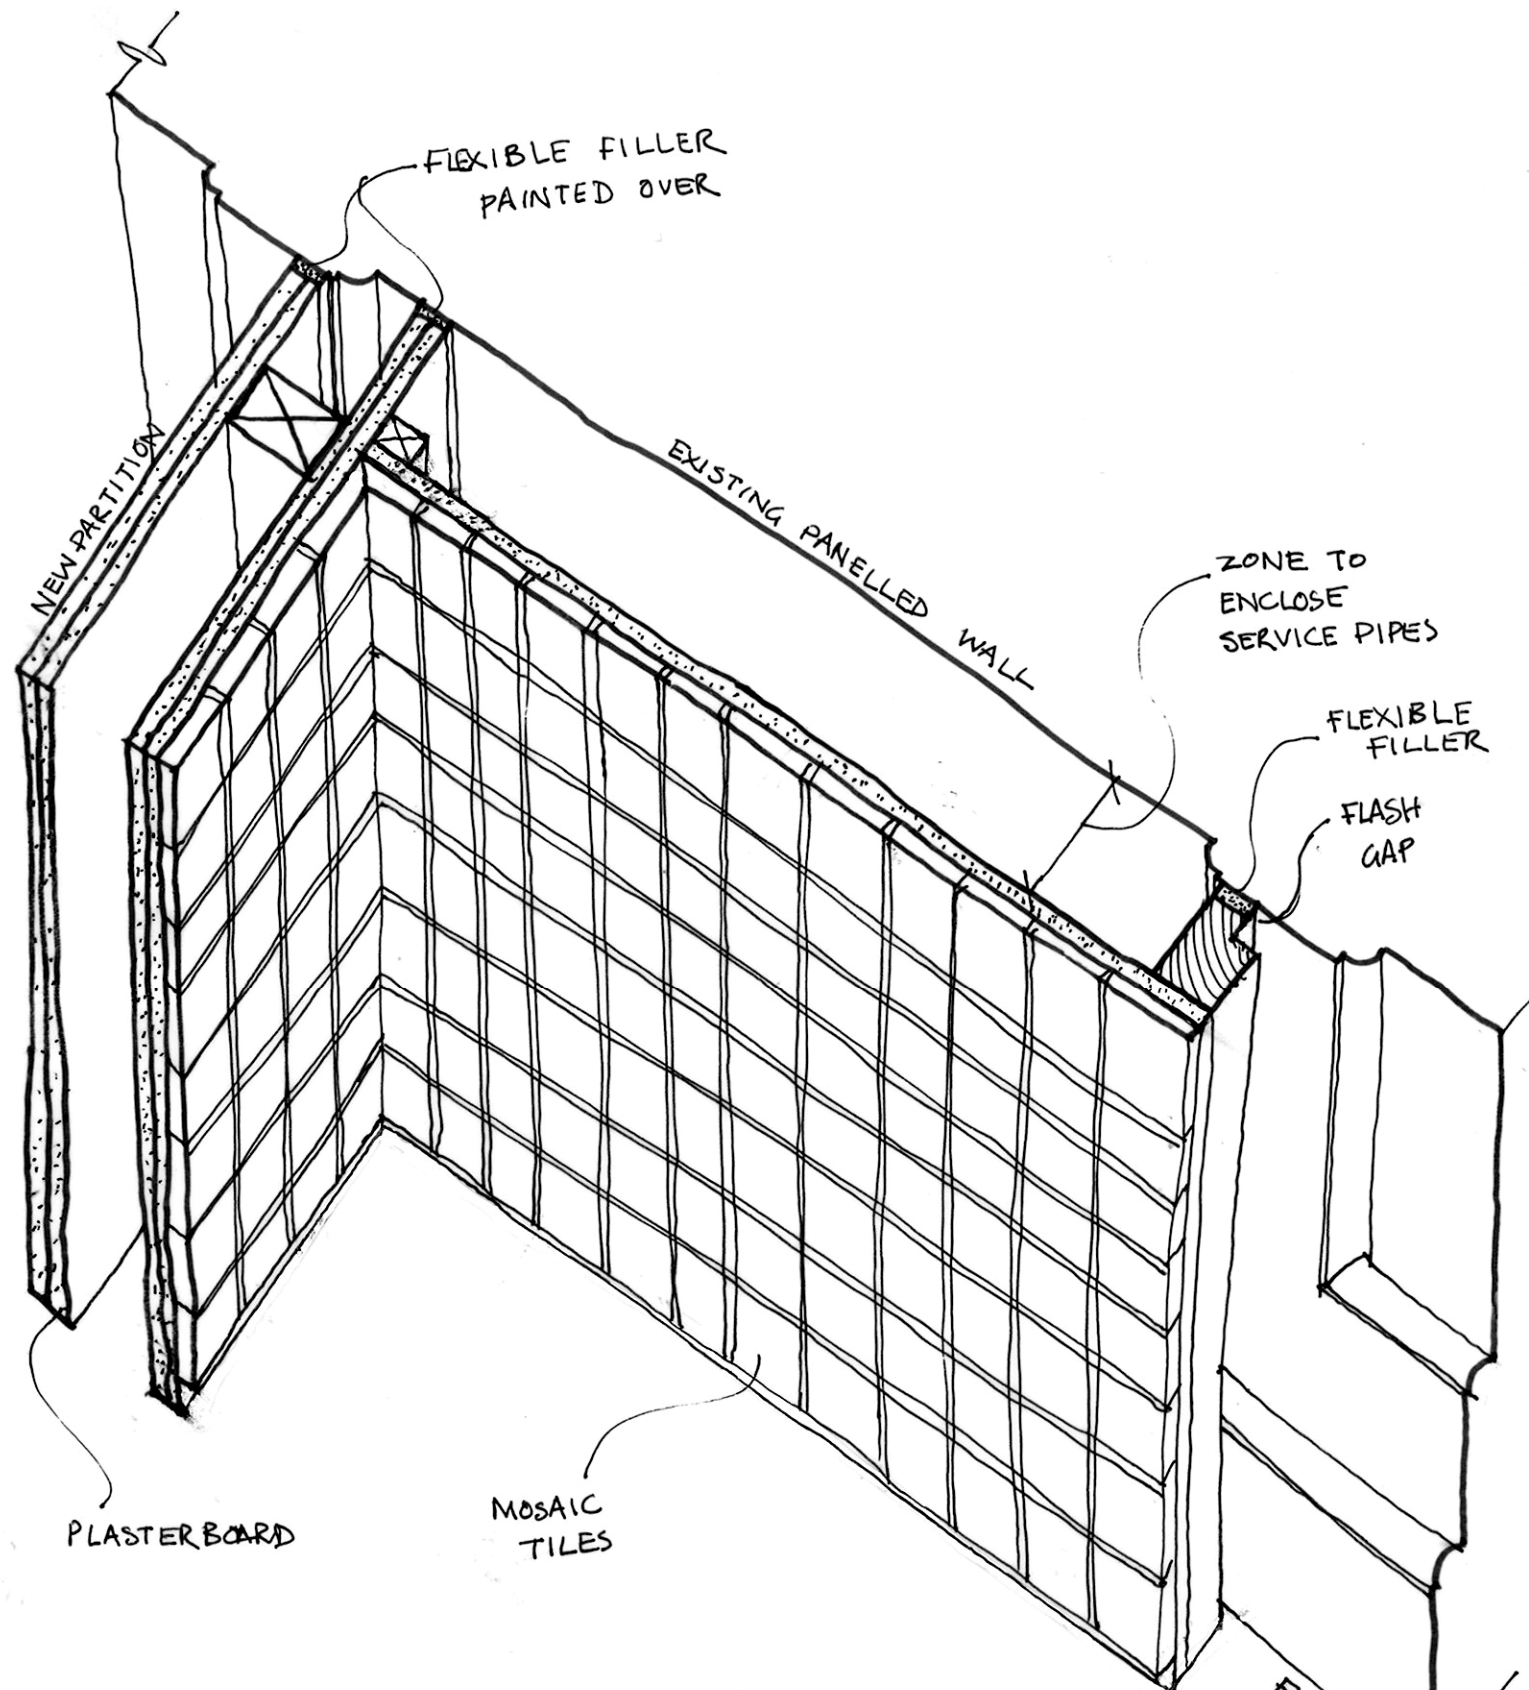 FLEXIBLE FILLER
PAINTED OVER
NEW PARTITION
EXISTING PANELLED WALL
ZONE TO
ENCLOSE
SERVICE PIPES
FLEXIBLE
FILLER
FLASH
GAP
MOSAIC
TILES
PLASTERBOARD